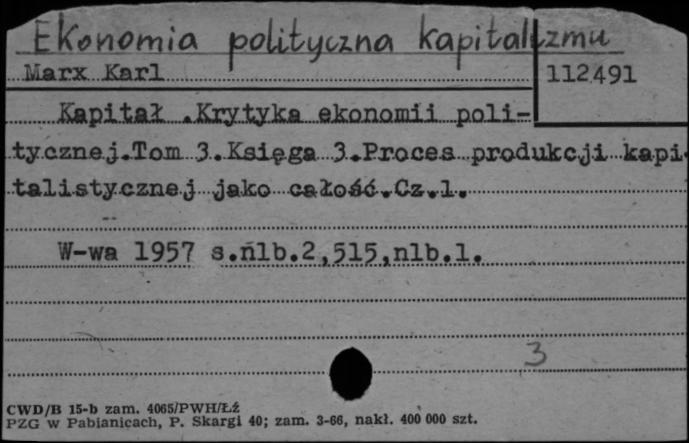 Ekonomia polityczna kapitalizmu
Marx Karl
112491
Kapitał .Krytyka ekonomii poli-
tycznej.Tom 3.Księga 3.Proces produkcji kapi-
talistycznej jako całość.Cz.1.
W-wa 1957 s.nlb.2,515,nlb.1.
3
CWD/B 15-b zam. 4065/PWH/Łź
PZG w Pabianicach, P. Skargi 40; zam. 3-66, nakł. 400 000 szt.